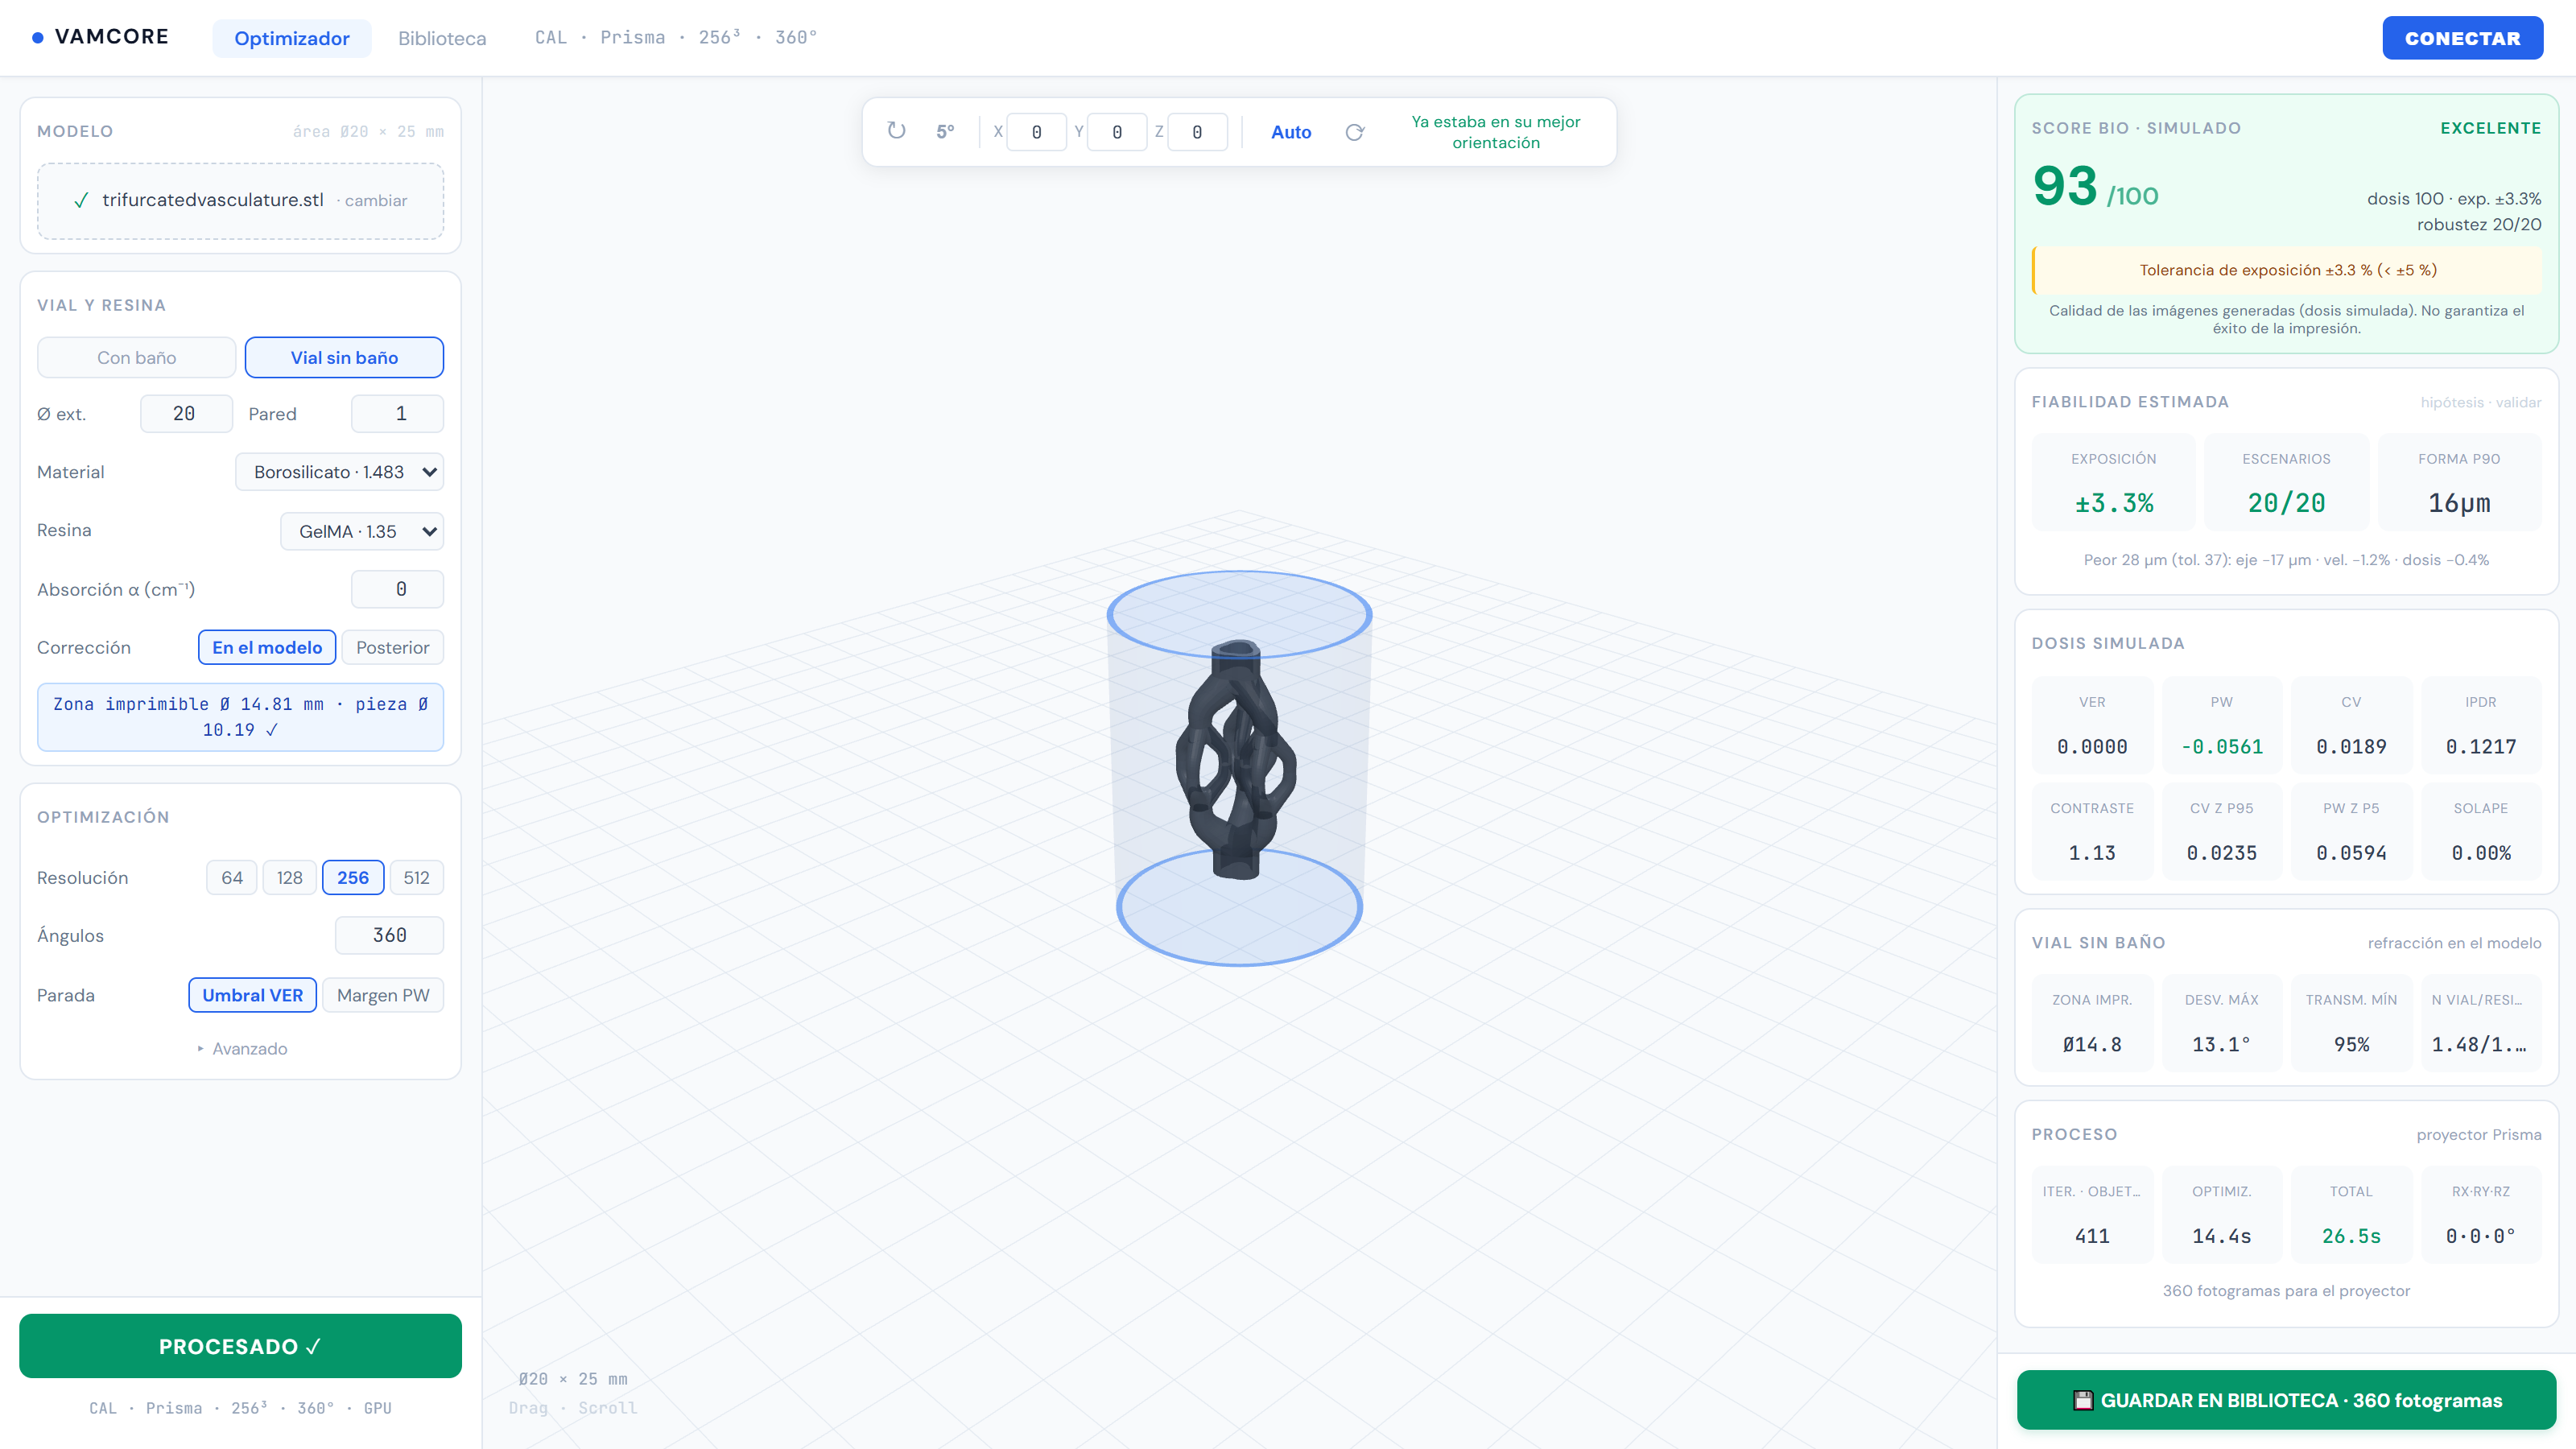 VAMCORE
Optimizador
Biblioteca
CAL · Prisma · 256³ · 360°
CONECTAR
MODELO
área Ø20 × 25 mm
✓ trifurcatedvasculature.stl · cambiar
VIAL Y RESINA
Con baño
Vial sin baño
Ø ext.
20
Pared
1
Material
Borosilicato · 1.483
Resina
GelMA · 1.35
Absorción α (cm⁻¹)
0
Corrección
En el modelo
Posterior
Zona imprimible Ø 14.81 mm · pieza Ø
10.19 ✓
OPTIMIZACIÓN
Resolución
64
128
256
512
Ángulos
360
Parada
Umbral VER
Margen PW
▸ Avanzado
PROCESADO ✓
CAL · Prisma · 256³ · 360° · GPU
↻
5°
X
0
Y
0
Z
0
Auto
Ya estaba en su mejor
orientación
Ø20 × 25 mm
Drag · Scroll
SCORE BIO · SIMULADO
EXCELENTE
93 /100
dosis 100 · exp. ±3.3%
robustez 20/20
Tolerancia de exposición ±3.3 % (< ±5 %)
Calidad de las imágenes generadas (dosis simulada). No garantiza el
éxito de la impresión.
FIABILIDAD ESTIMADA
hipótesis · validar
EXPOSICIÓN
±3.3%
ESCENARIOS
20/20
FORMA P90
16µm
Peor 28 µm (tol. 37): eje −17 µm · vel. −1.2% · dosis −0.4%
DOSIS SIMULADA
VER
0.0000
PW
-0.0561
CV
0.0189
IPDR
0.1217
CONTRASTE
1.13
CV Z P95
0.0235
PW Z P5
0.0594
SOLAPE
0.00%
VIAL SIN BAÑO
refracción en el modelo
ZONA IMPR.
Ø14.8
DESV. MÁX
13.1°
TRANSM. MÍN
95%
N VIAL/RESI…
1.48/1.…
PROCESO
proyector Prisma
ITER. · OBJET…
411
OPTIMIZ.
14.4s
TOTAL
26.5s
RX·RY·RZ
0·0·0°
360 fotogramas para el proyector
💾 GUARDAR EN BIBLIOTECA · 360 fotogramas